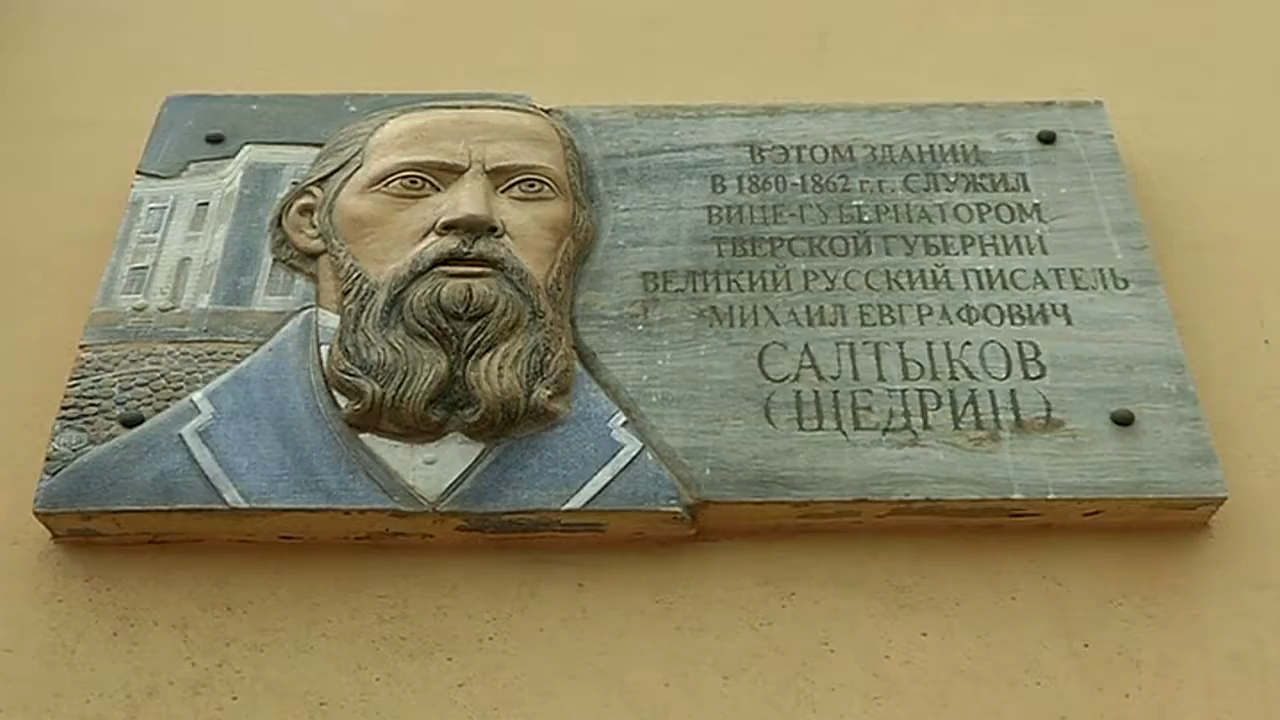 В ЭТОМ ЗДАНИИ
В 1860-1862 г.г. СЛУЖИЛ
ВИЦЕ-ГУБЕРНАТОРОМ
ТВЕРСКОЙ ГУБЕРНИИ
ВЕЛИКИЙ РУССКИЙ ПИСАТЕЛЬ
МИХАИЛ ЕВГРАФОВИЧ
САЛТЫКОВ
(ЩЕДРИН)